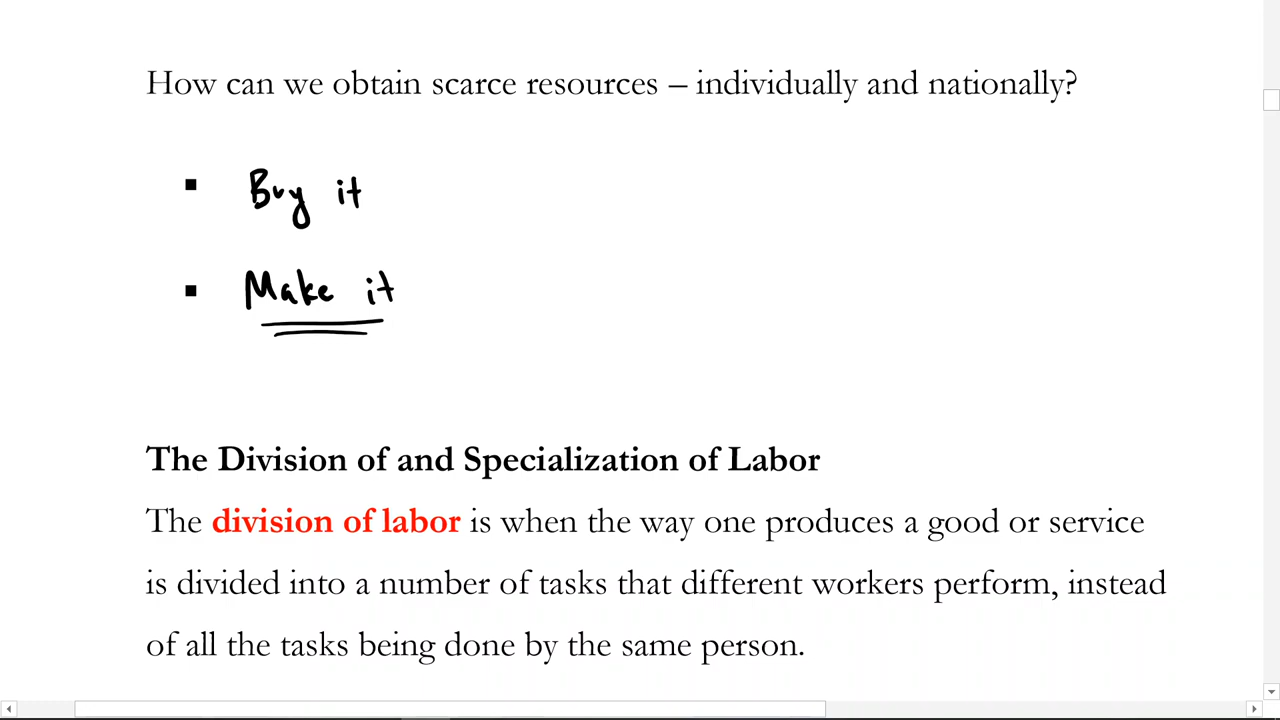 How can we obtain scarce resources – individually and nationally?
▪ Buy it
▪ Make it
The Division of and Specialization of Labor
The division of labor is when the way one produces a good or service
is divided into a number of tasks that different workers perform, instead
of all the tasks being done by the same person.